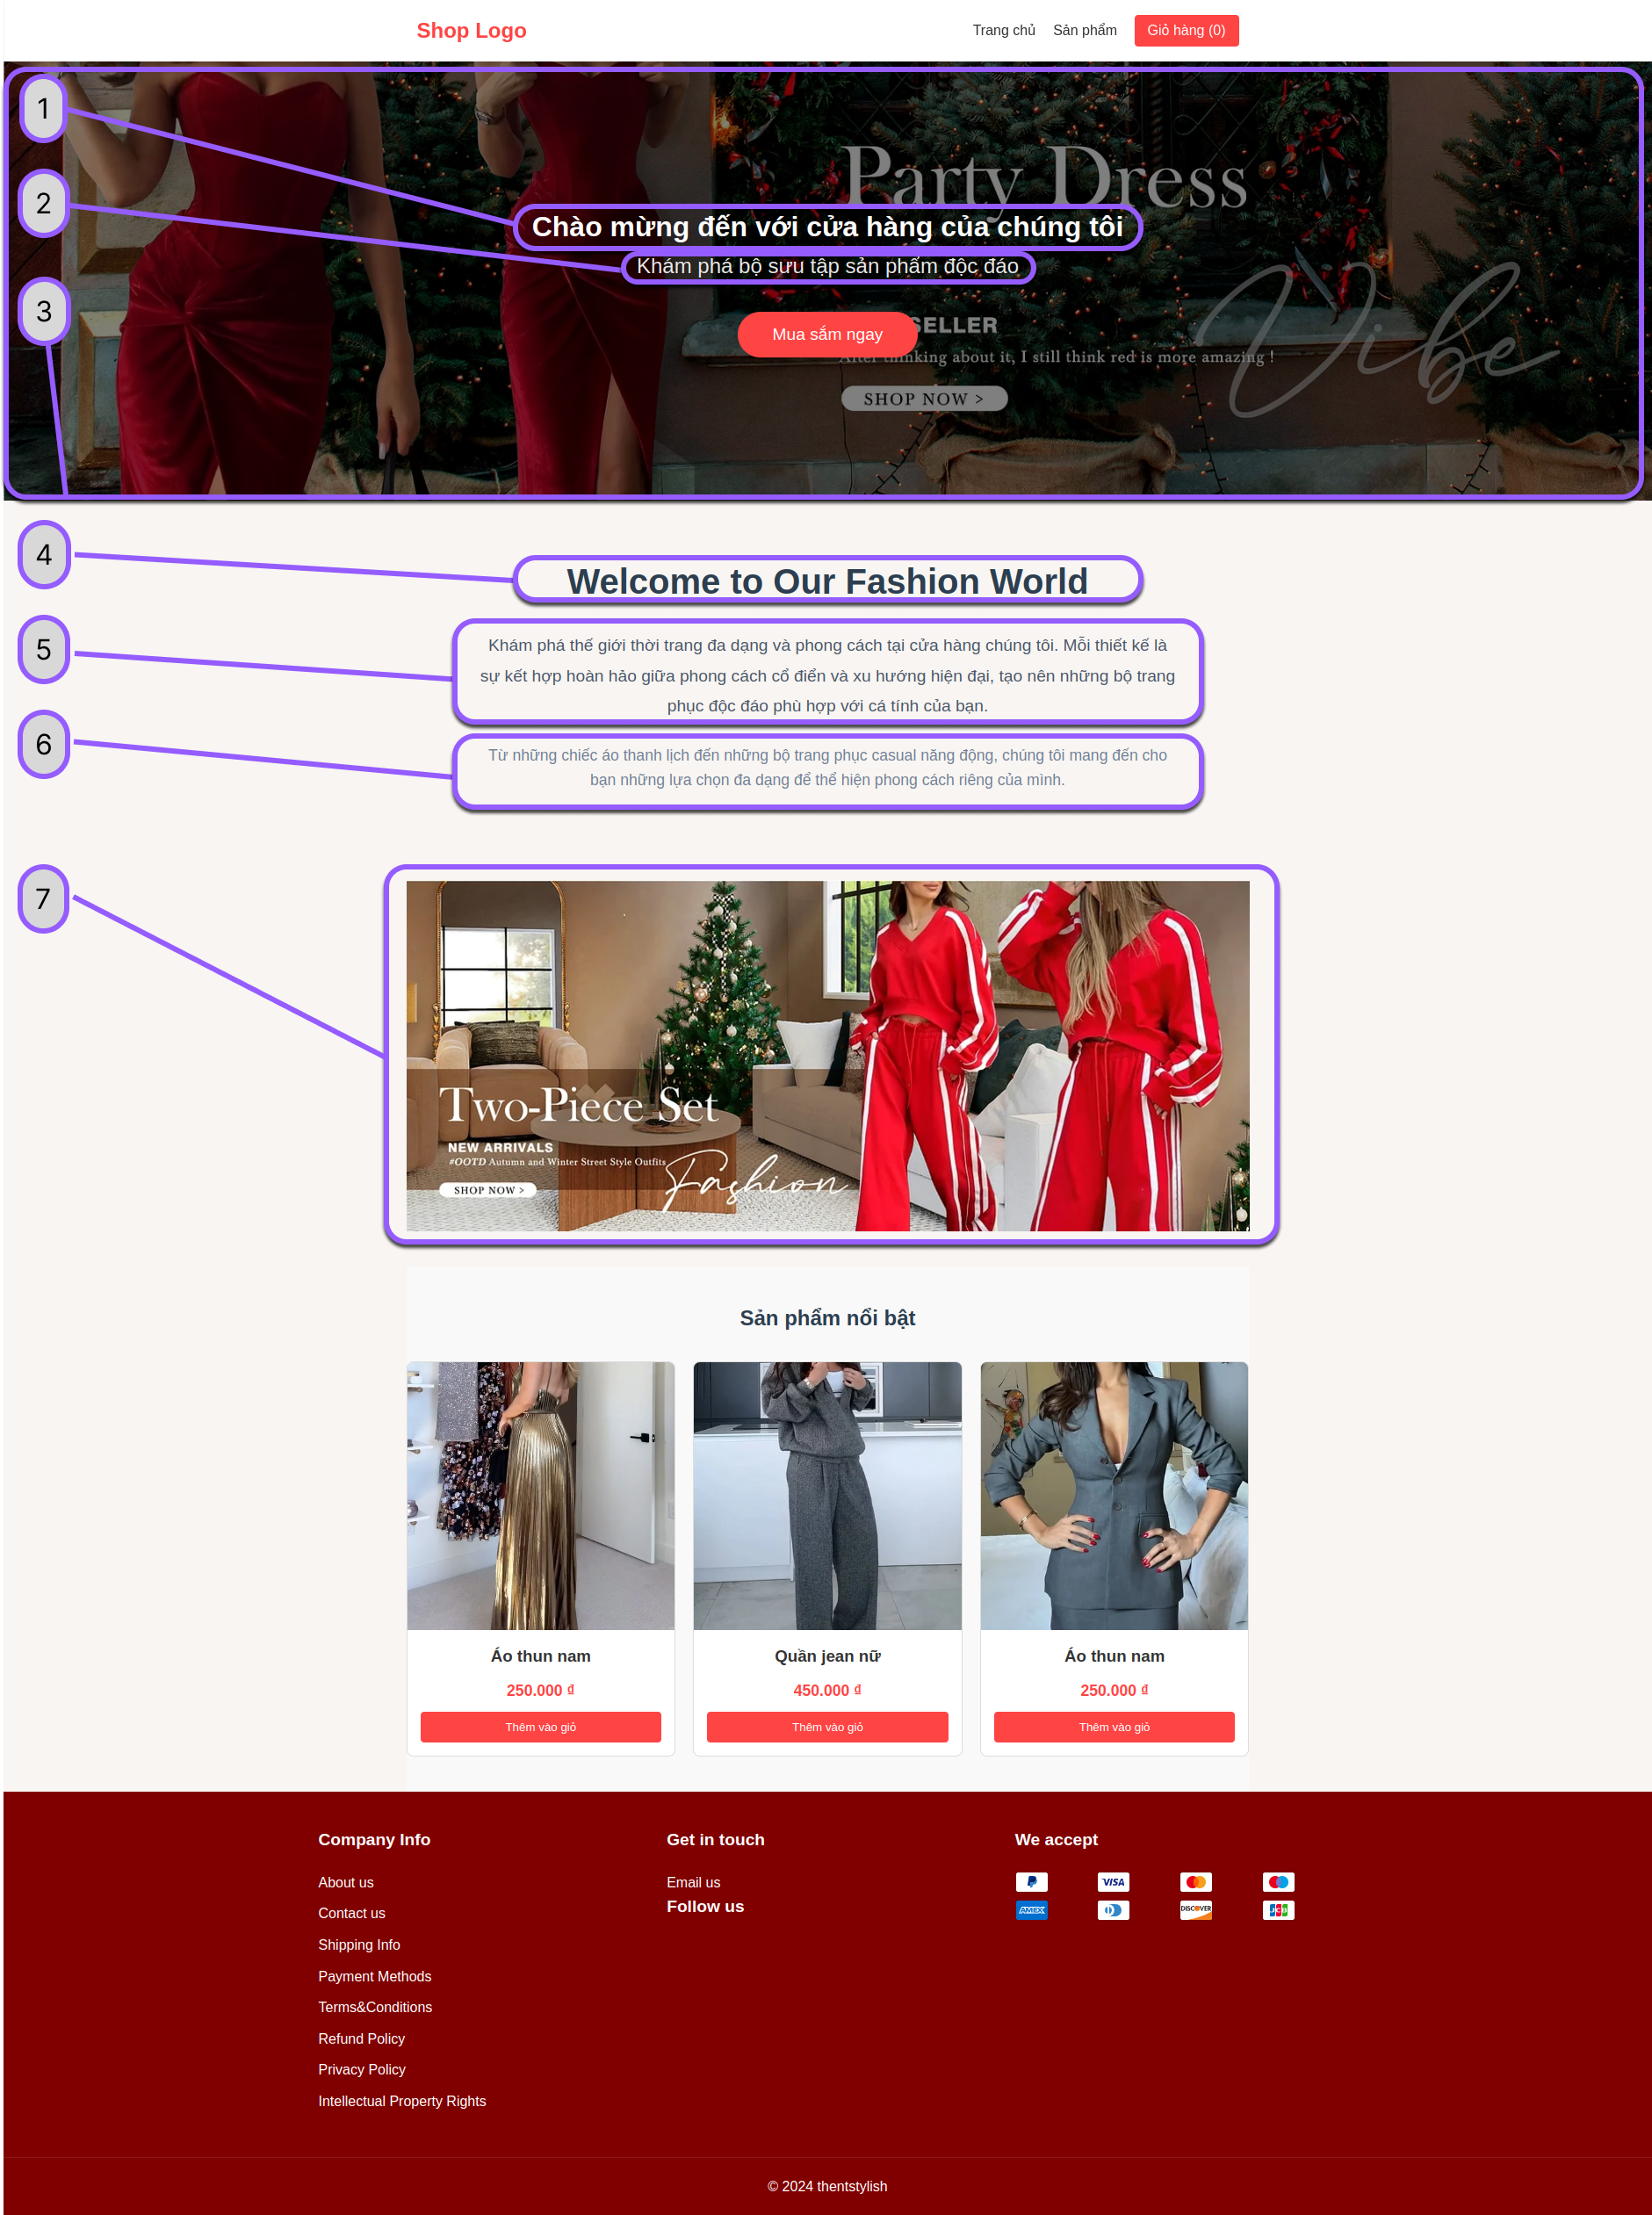 Shop Logo
Trang chủ
Sản phẩm
Giỏ hàng (0)
1
2
3
Party Dress
Chào mừng đến với cửa hàng của chúng tôi
Khám phá bộ sưu tập sản phẩm độc đáo
Vibe
SELLER
Mua sắm ngay
thinking about it, I still think red is more amazing !
SHOP NOW >
4
Welcome to Our Fashion World
5
Khám phá thế giới thời trang đa dạng và phong cách tại cửa hàng chúng tôi. Mỗi thiết kế là
sự kết hợp hoàn hảo giữa phong cách cổ điển và xu hướng hiện đại, tạo nên những bộ trang
phục độc đáo phù hợp với cá tính của bạn.
6
Từ những chiếc áo thanh lịch đến những bộ trang phục casual năng động, chúng tôi mang đến cho
bạn những lựa chọn đa dạng để thể hiện phong cách riêng của mình.
7
Two-Piece Set
NEW ARRIVALS
#OOTD Autumn and Winter Street Style Outfits
Fashion
SHOP NOW >
Sản phẩm nổi bật
Áo thun nam
250.000 ₫
Thêm vào giỏ
Quần jean nữ
450.000 ₫
Thêm vào giỏ
Áo thun nam
250.000 ₫
Thêm vào giỏ
Company Info
About us
Contact us
Shipping Info
Payment Methods
Terms&Conditions
Refund Policy
Privacy Policy
Intellectual Property Rights
Get in touch
Email us
Follow us
We accept
VISA
AMEX
DISCOVER
JCB
© 2024 thentstylish